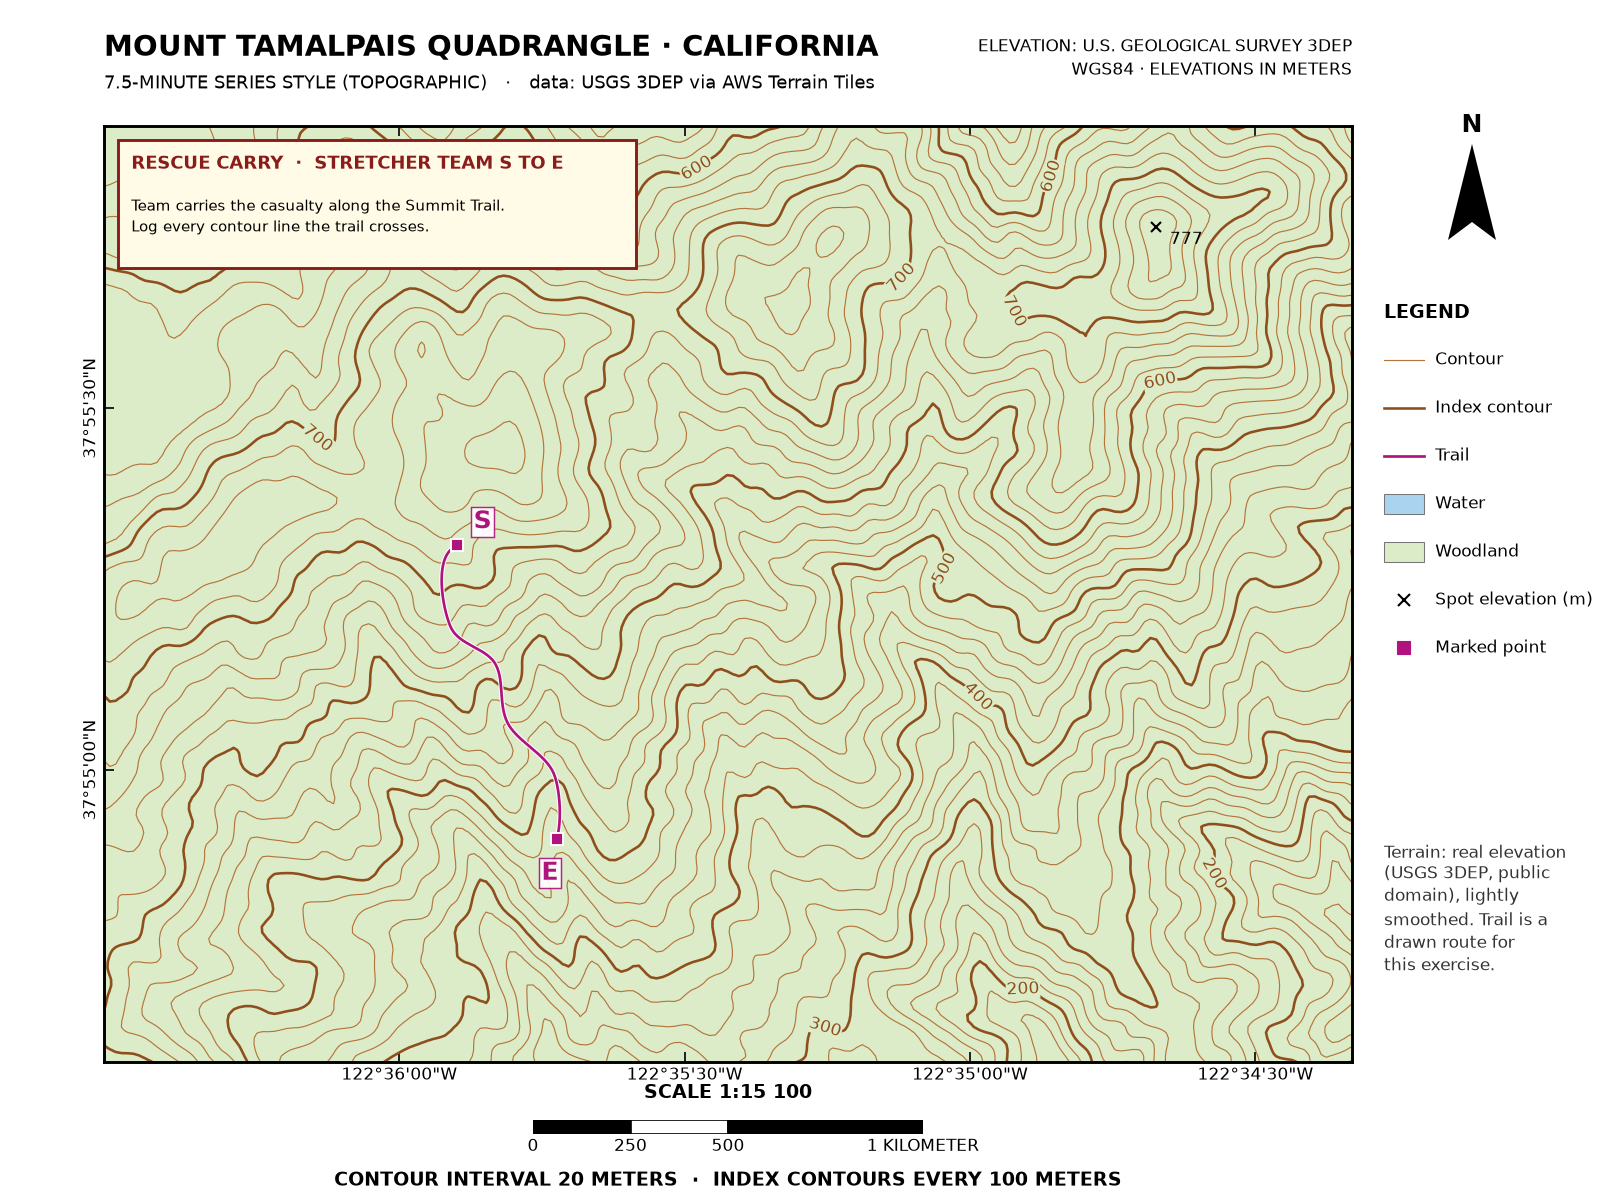 MOUNT TAMALPAIS QUADRANGLE · CALIFORNIA
7.5-MINUTE SERIES STYLE (TOPOGRAPHIC) · data: USGS 3DEP via AWS Terrain Tiles
ELEVATION: U.S. GEOLOGICAL SURVEY 3DEP
WGS84 · ELEVATIONS IN METERS
RESCUE CARRY · STRETCHER TEAM S TO E
Team carries the casualty along the Summit Trail.
Log every contour line the trail crosses.
600
600
777
700
700
600
700
S
500
400
E
200
200
300
37°55'30"N
37°55'00"N
122°36'00"W
122°35'30"W
122°35'00"W
122°34'30"W
N
LEGEND
Contour
Index contour
Trail
Water
Woodland
Spot elevation (m)
Marked point
Terrain: real elevation
(USGS 3DEP, public
domain), lightly
smoothed. Trail is a
drawn route for
this exercise.
SCALE 1:15 100
0 250 500 1 KILOMETER
CONTOUR INTERVAL 20 METERS · INDEX CONTOURS EVERY 100 METERS